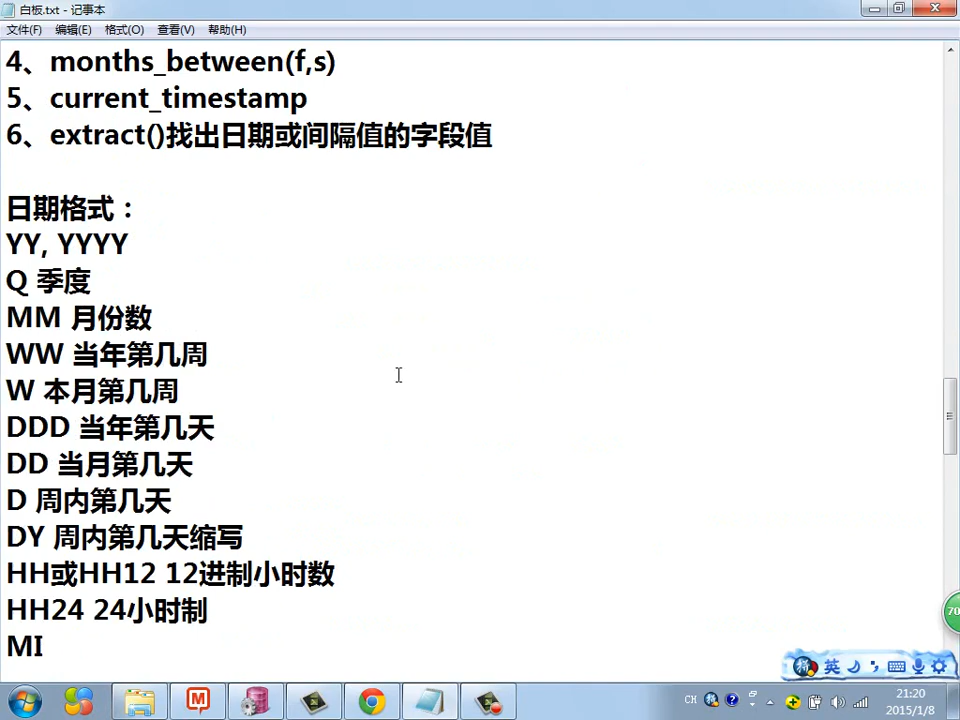 白板.txt - 记事本
文件(F) 编辑(E) 格式(O) 查看(V) 帮助(H)
4、months_between(f,s)
5、current_timestamp
6、extract()找出日期或间隔值的字段值
日期格式：
YY, YYYY
Q 季度
MM 月份数
WW 当年第几周
W 本月第几周
DDD 当年第几天
DD 当月第几天
D 周内第几天
DY 周内第几天缩写
HH或HH12 12进制小时数
HH24 24小时制
MI
70
英
CH
21:20
2015/1/8